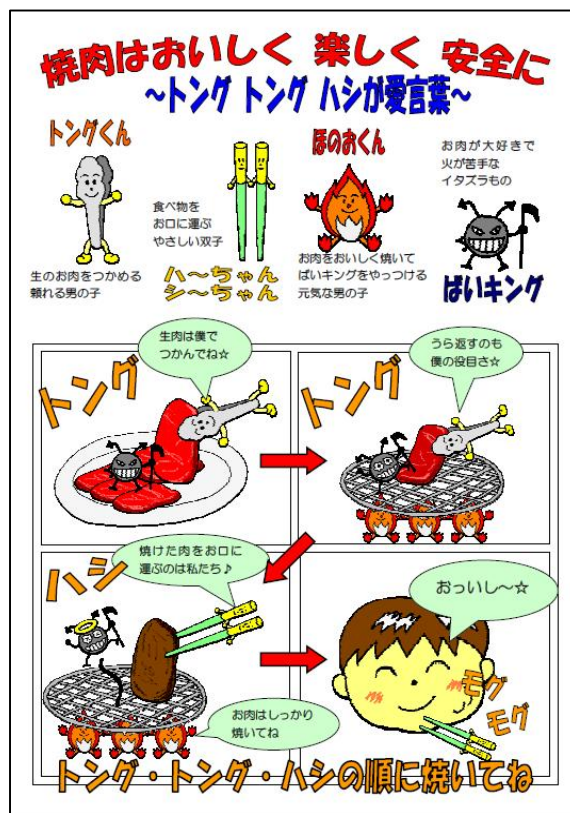 焼肉はおいしく 楽しく 安全に
~トング トング ハシが愛言葉~
トングくん
生のお肉をつかめる
頼れる男の子
食べ物を
お口に運ぶ
やさしい双子
ハ~ちゃん
シ~ちゃん
ほのおくん
お肉をおいしく焼いて
ばいキングをやっつける
元気な男の子
お肉が大好きで
火が苦手な
イタズラもの
ばいキング
トング
生肉は僕で
つかんでね☆
トング
うら返すのも
僕の役目さ☆
ハシ
焼けた肉をお口に
運ぶのは私たち♪
お肉はしっかり
焼いてね
おっいし~☆
モグ
モグ
トング・トング・ハシの順に焼いてね